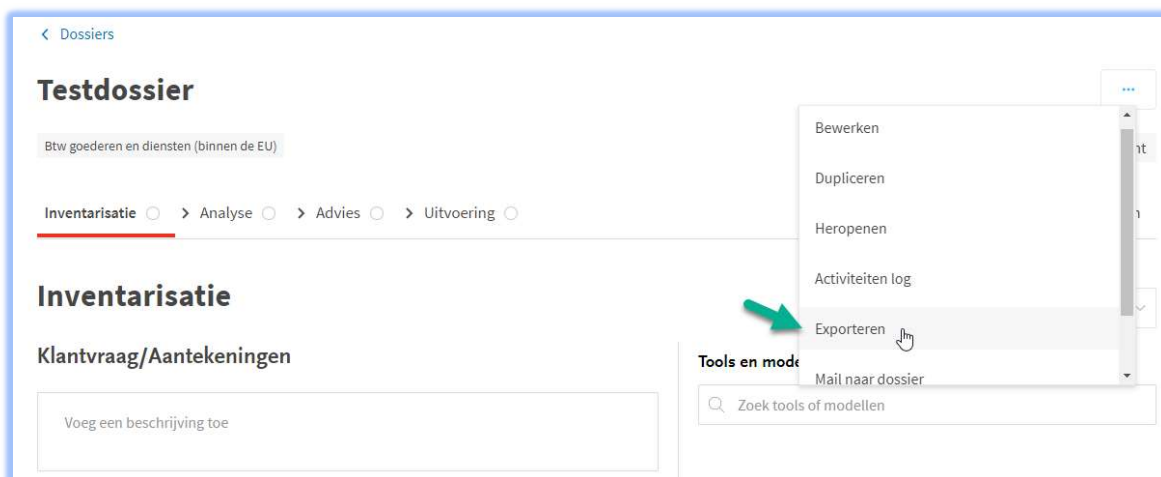 Dossiers
Testdossier
...
Btw goederen en diensten (binnen de EU)
Inventarisatie > Analyse > Advies > Uitvoering
Bewerken
Dupliceren
Heropenen
Activiteiten log
Exporteren
Mail naar dossier
Inventarisatie
Klantvraag/Aantekeningen
Voeg een beschrijving toe
Tools en mode
Zoek tools of modellen